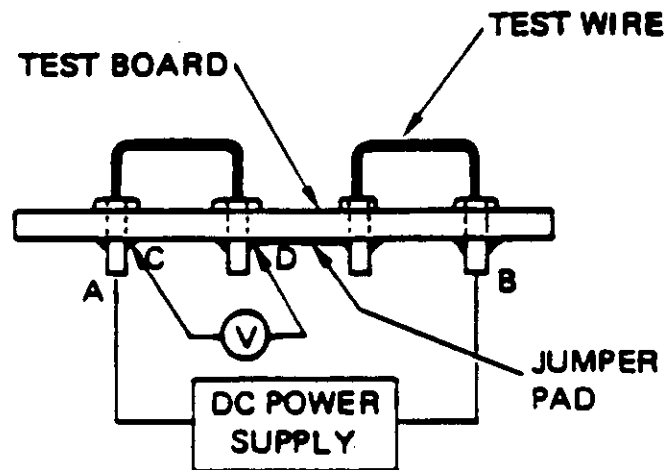 TEST WIRE
TEST BOARD
C
D
A
B
V
JUMPER
PAD
DC POWER
SUPPLY